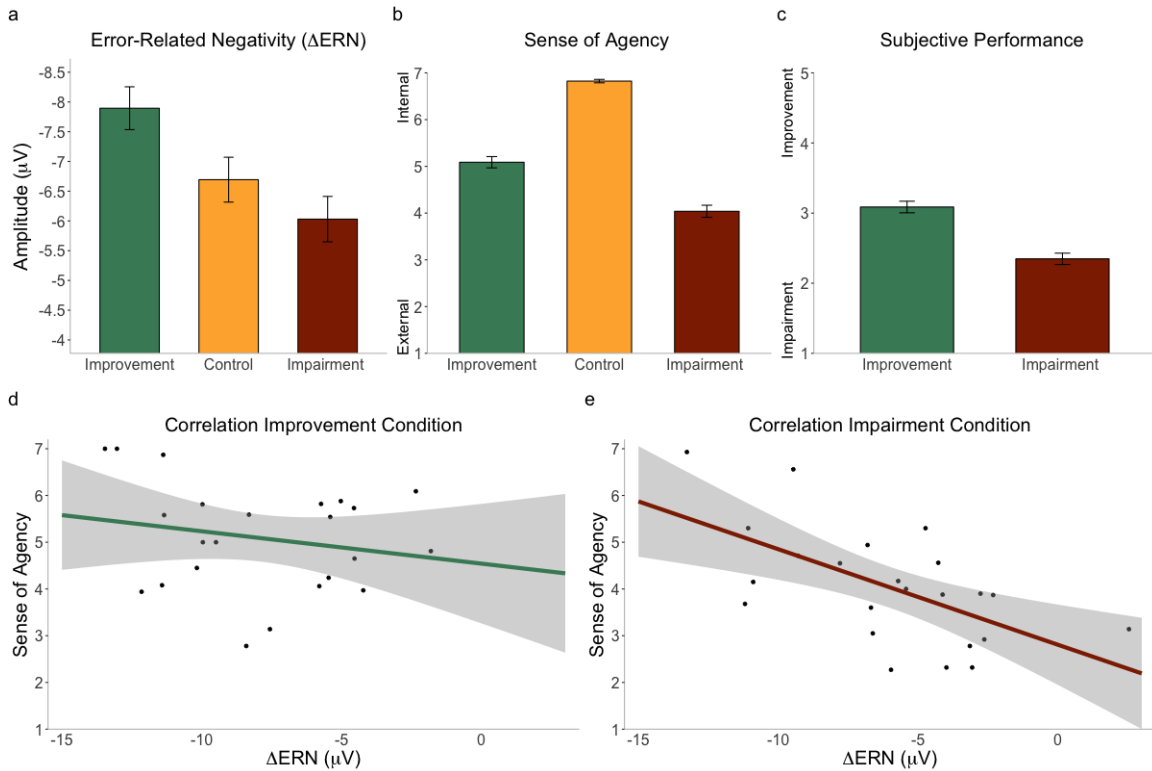 a
Error-Related Negativity (ΔERN)
Amplitude (μV)
-8.5
-8
-7.5
-7
-6.5
-6
-5.5
-5
-4.5
-4
Improvement
Control
Impairment
b
Sense of Agency
Internal
External
7
6
5
4
3
2
1
Improvement
Control
Impairment
c
Subjective Performance
Improvement
Impairment
5
4
3
2
1
Improvement
Impairment
d
Correlation Improvement Condition
Sense of Agency
7
6
5
4
3
2
1
-15
-10
-5
0
ΔERN (μV)
e
Correlation Impairment Condition
Sense of Agency
7
6
5
4
3
2
1
-15
-10
-5
0
ΔERN (μV)